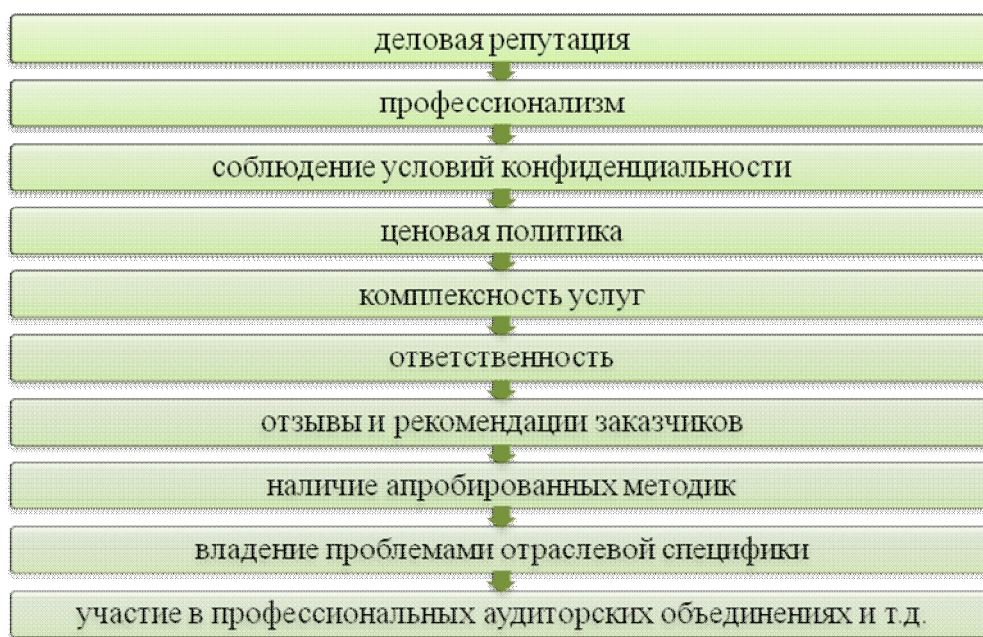 деловая репутация
профессионализм
соблюдение условий конфиденциальности
ценовая политика
комплексность услуг
ответственность
отзывы и рекомендации заказчиков
наличие апробированных методик
владение проблемами отраслевой специфики
участие в профессиональных аудиторских объединениях и т.д.